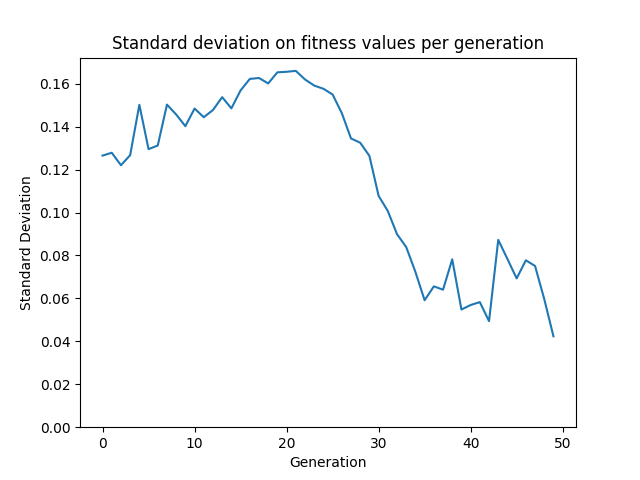 Standard deviation on fitness values per generation
0.16
0.14
0.12
0.10
0.08
0.06
0.04
0.02
0.00
Standard Deviation
0 10 20 30 40 50
Generation